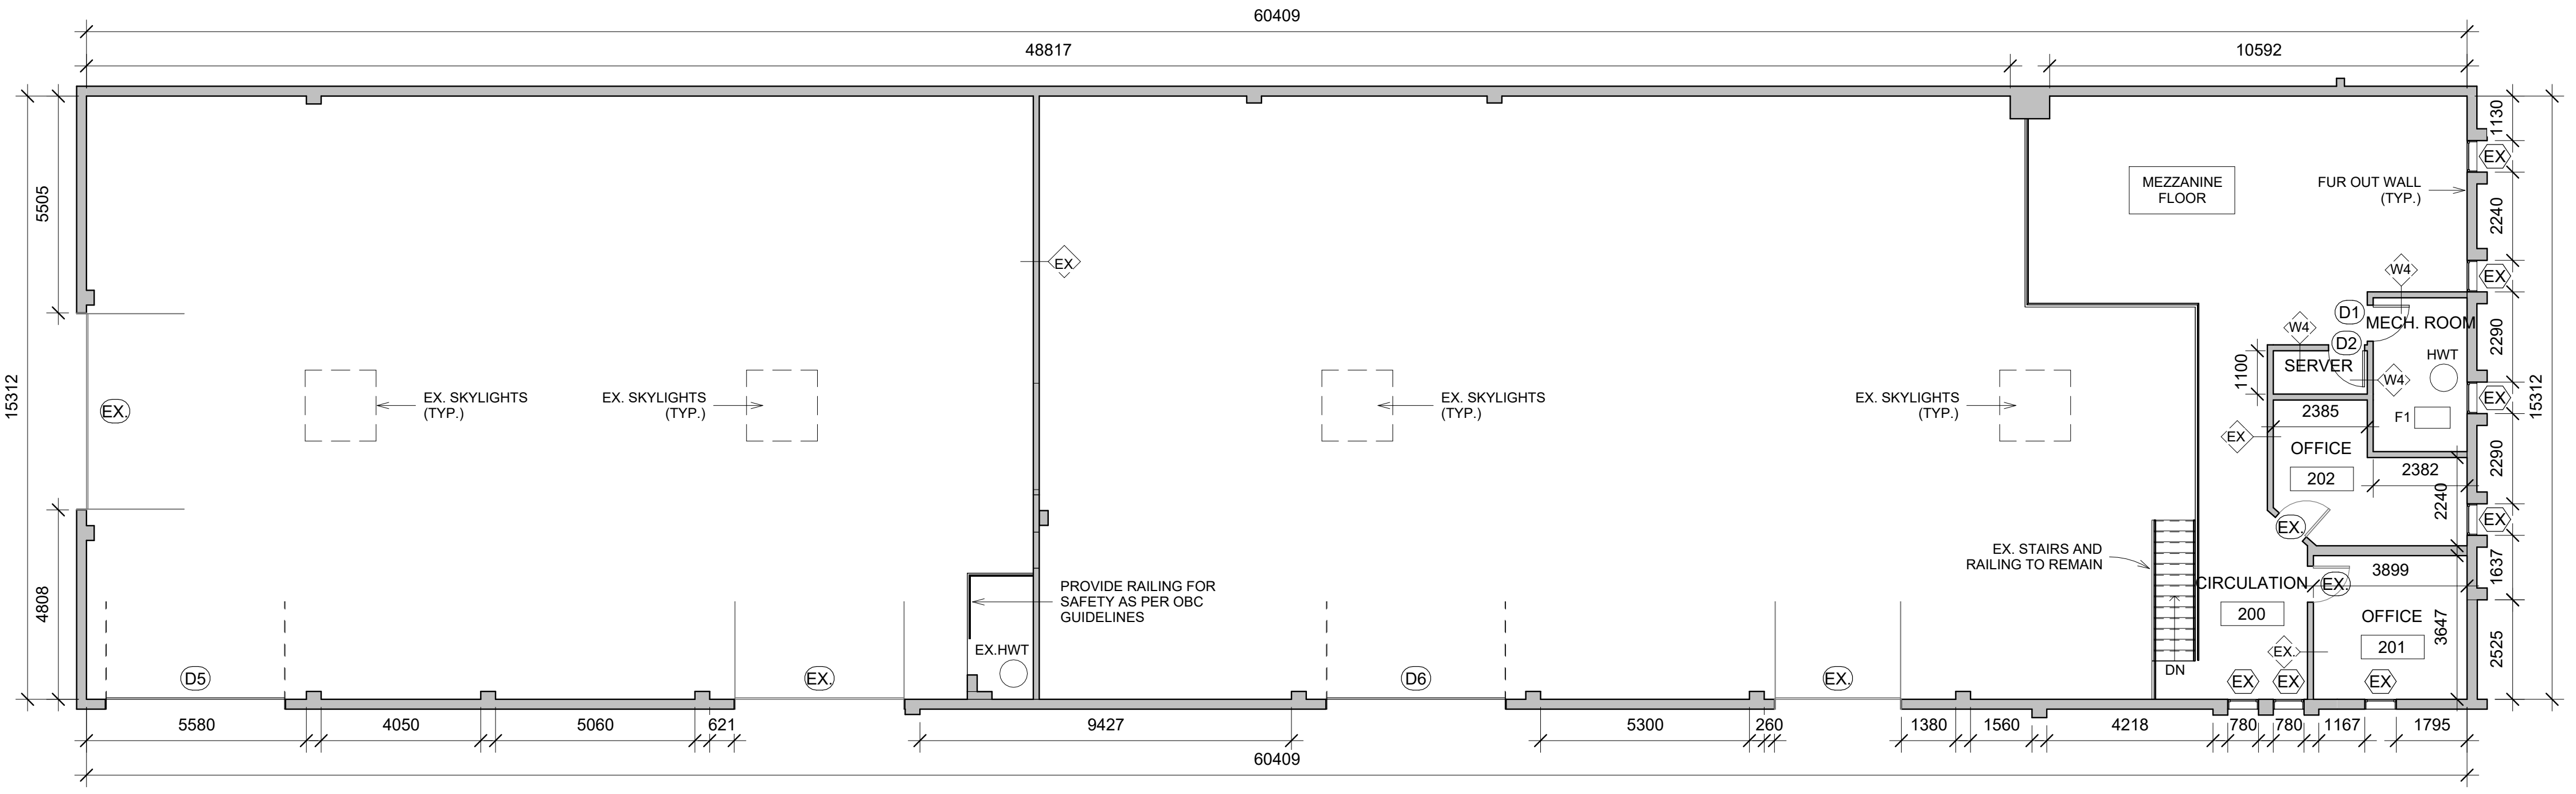 60409
48817
10592
1130
EX
MEZZANINE
FLOOR
FUR OUT WALL
(TYP.)
5505
2240
EX
W4
EX
D1
MECH. ROOM
W4
D2
2290
SERVER
HWT
1100
W4
15312
EX.
EX. SKYLIGHTS
(TYP.)
EX. SKYLIGHTS
(TYP.)
EX. SKYLIGHTS
(TYP.)
EX. SKYLIGHTS
(TYP.)
EX
15312
2385
F1
EX
OFFICE
202
2382
2290
2240
EX.
EX
EX. STAIRS AND
RAILING TO REMAIN
4808
PROVIDE RAILING FOR
SAFETY AS PER OBC
GUIDELINES
CIRCULATION
200
EX.
3899
1637
OFFICE
201
3647
2525
EX.HWT
EX.
DN
D5
EX.
D6
EX.
EX
EX
EX
5580
4050
5060
621
9427
5300
260
1380
1560
4218
780
780
1167
1795
60409